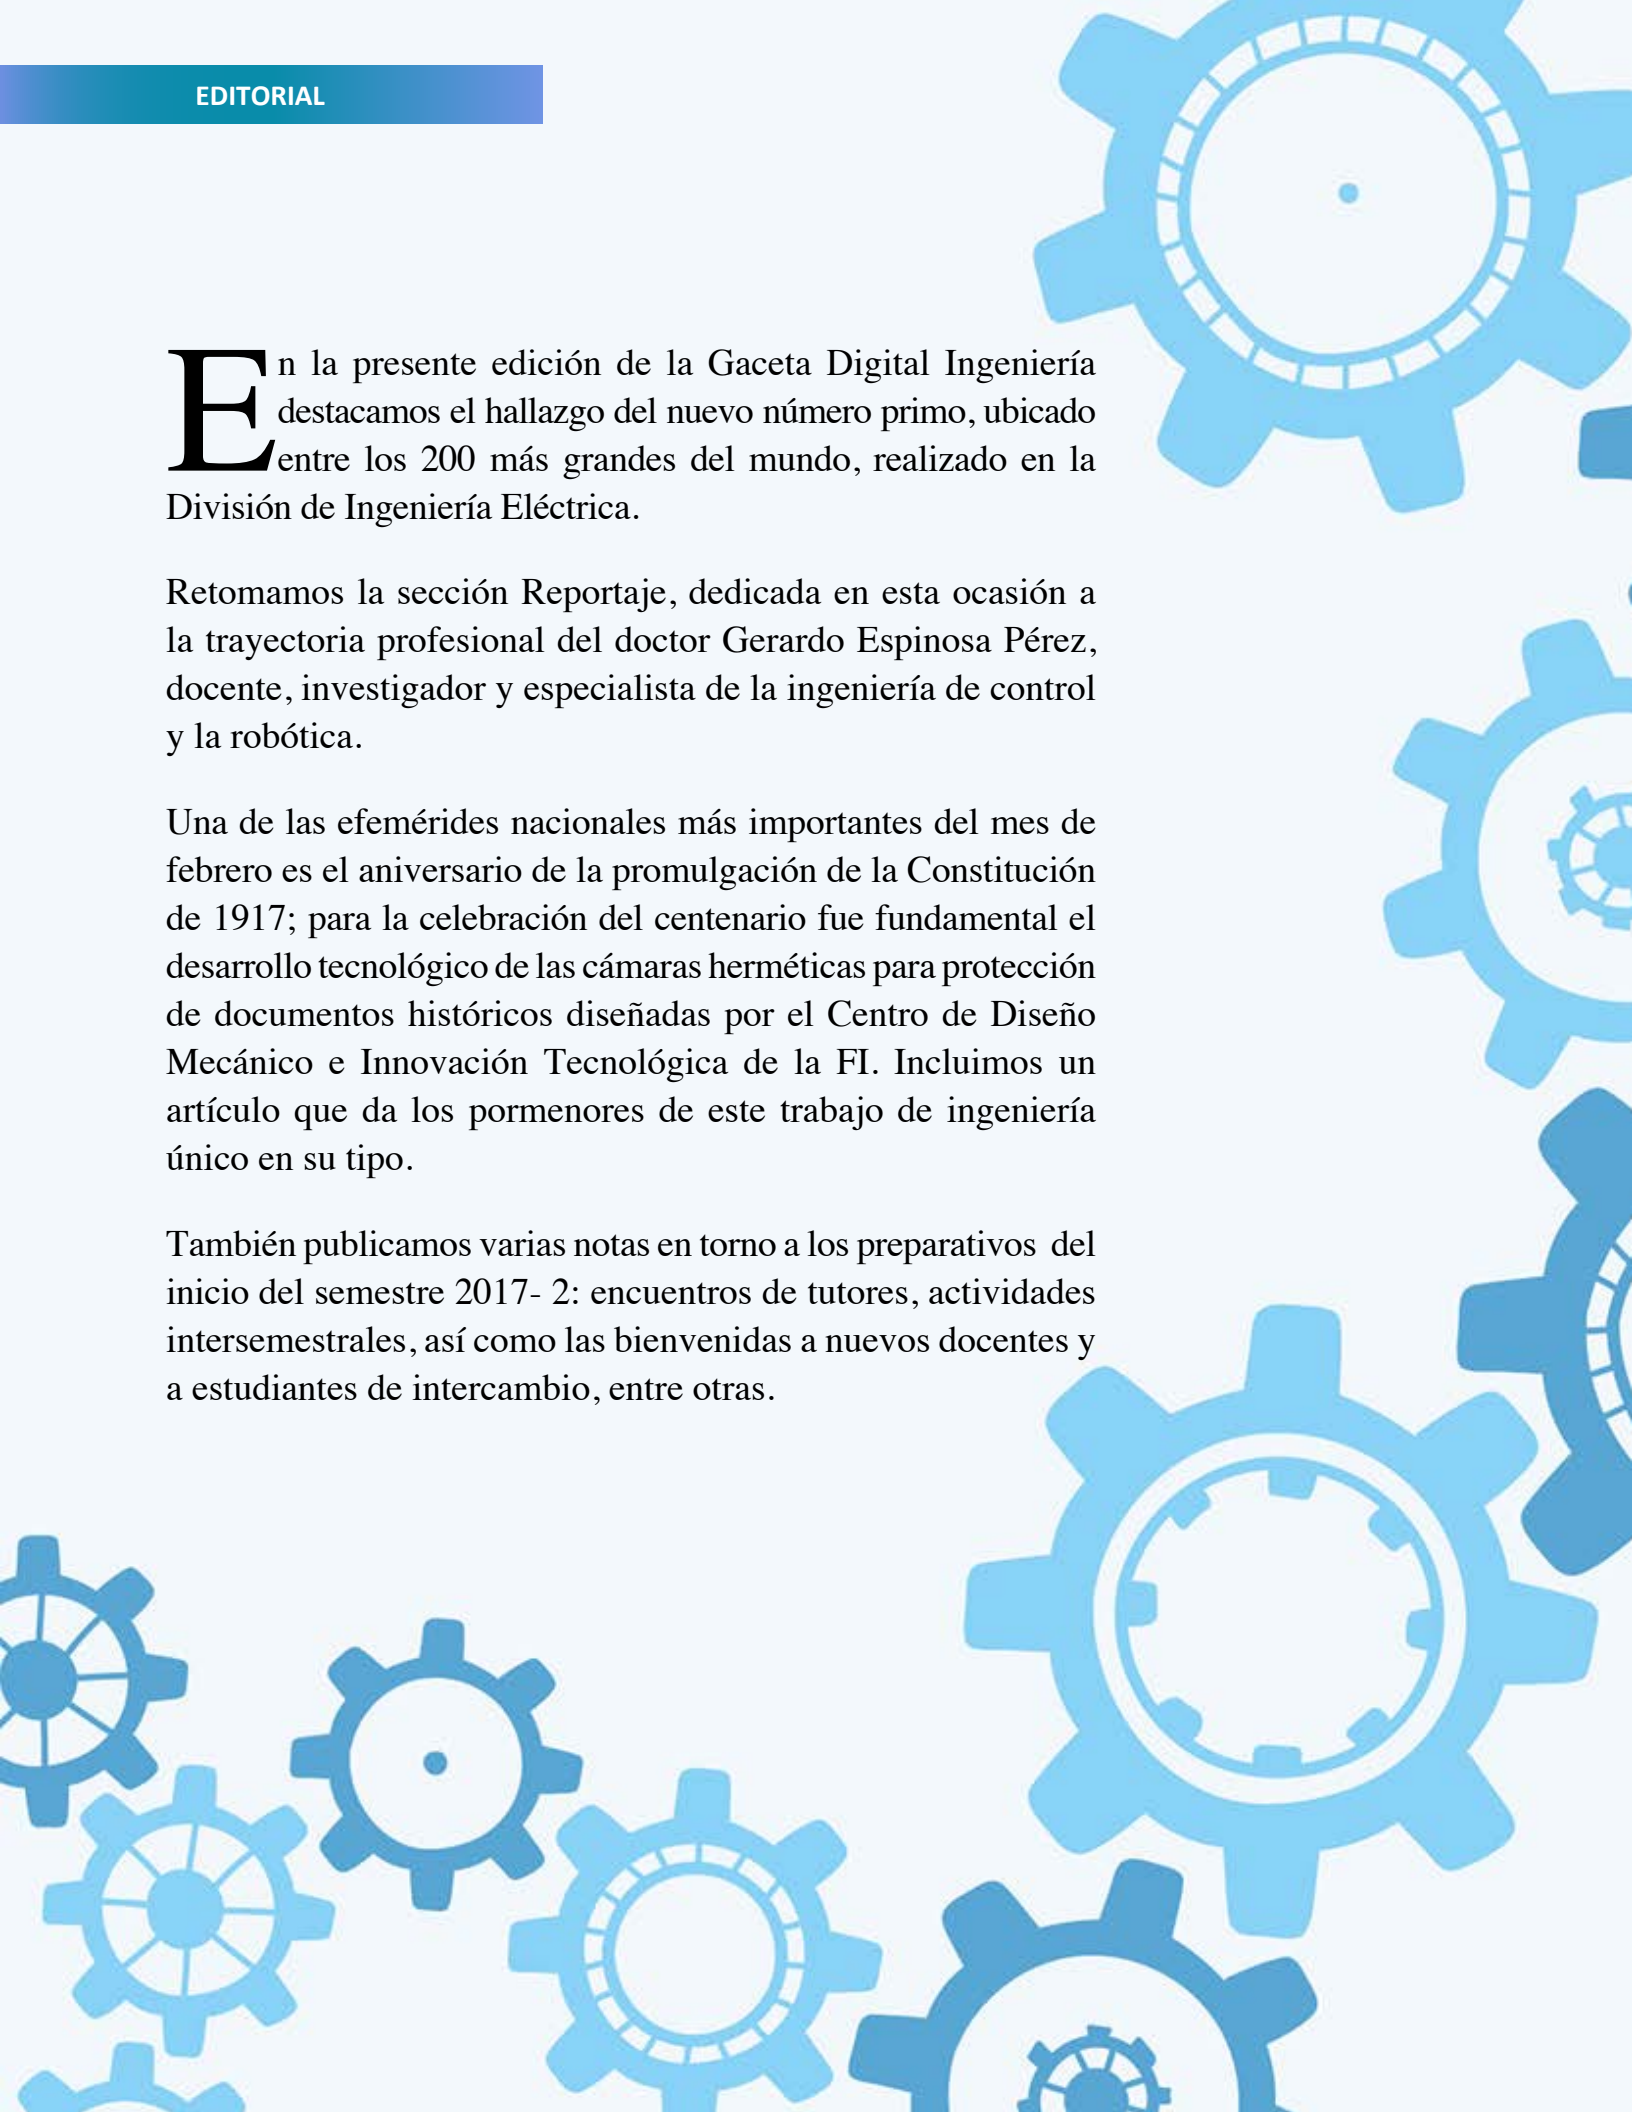 EDITORIAL
En la presente edición de la Gaceta Digital Ingeniería
destacamos el hallazgo del nuevo número primo, ubicado
entre los 200 más grandes del mundo, realizado en la
División de Ingeniería Eléctrica.
Retomamos la sección Reportaje, dedicada en esta ocasión a
la trayectoria profesional del doctor Gerardo Espinosa Pérez,
docente, investigador y especialista de la ingeniería de control
y la robótica.
Una de las efemérides nacionales más importantes del mes de
febrero es el aniversario de la promulgación de la Constitución
de 1917; para la celebración del centenario fue fundamental el
desarrollo tecnológico de las cámaras herméticas para protección
de documentos históricos diseñadas por el Centro de Diseño
Mecánico e Innovación Tecnológica de la FI. Incluimos un
artículo que da los pormenores de este trabajo de ingeniería
único en su tipo.
También publicamos varias notas en torno a los preparativos  del
inicio del semestre 2017- 2: encuentros de tutores, actividades
intersemestrales, así como las bienvenidas a nuevos docentes y
a estudiantes de intercambio, entre otras.